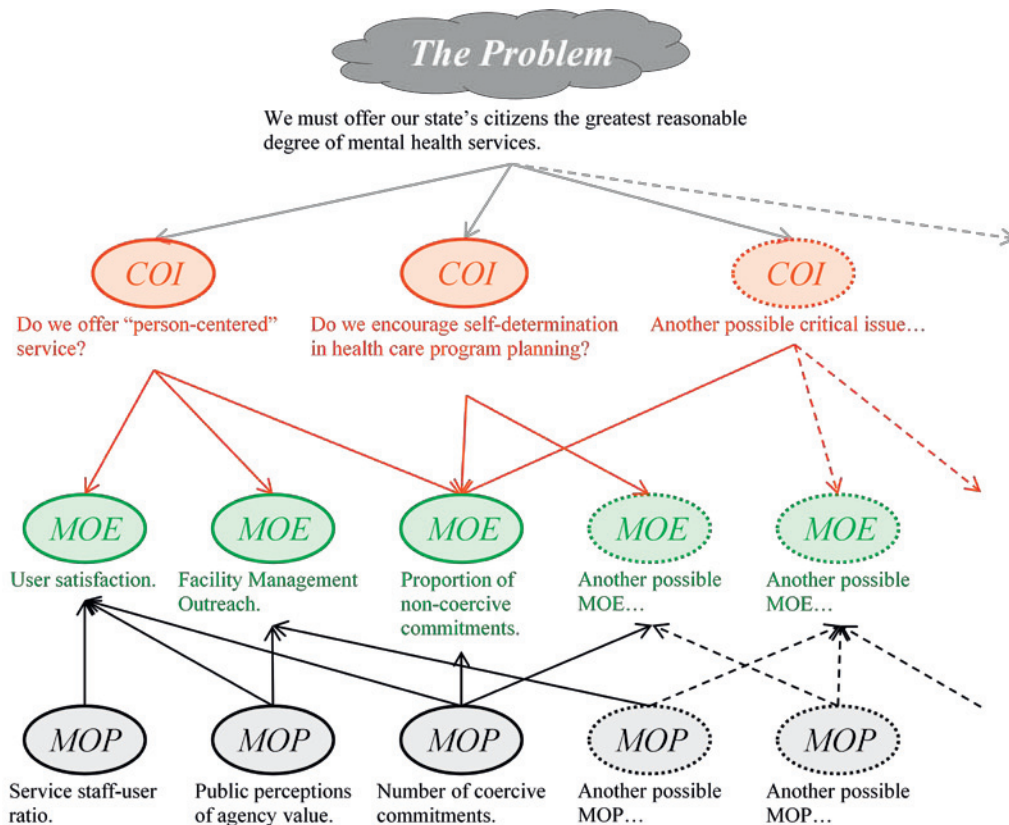 The Problem
We must offer our state's citizens the greatest reasonable
degree of mental health services.
COI
COI
COI
Do we offer “person-centered”
service?
Do we encourage self-determination
in health care program planning?
Another possible critical issue…
MOE
MOE
MOE
MOE
MOE
User satisfaction.
Facility Management
Outreach.
Proportion of
non-coercive
commitments.
Another possible
MOE…
Another possible
MOE…
MOP
MOP
MOP
MOP
MOP
Service staff-user
ratio.
Public perceptions
of agency value.
Number of coercive
commitments.
Another possible
MOP…
Another possible
MOP…